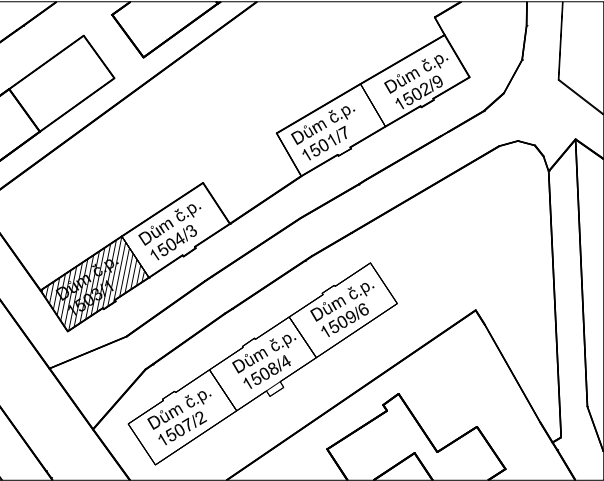 Dům č.p.
1502/9
Dům č.p.
1501/7
Dům č.p.
1504/3
Dům č.p.
1503/1
Dům č.p.
1509/6
Dům č.p.
1508/4
Dům č.p.
1507/2